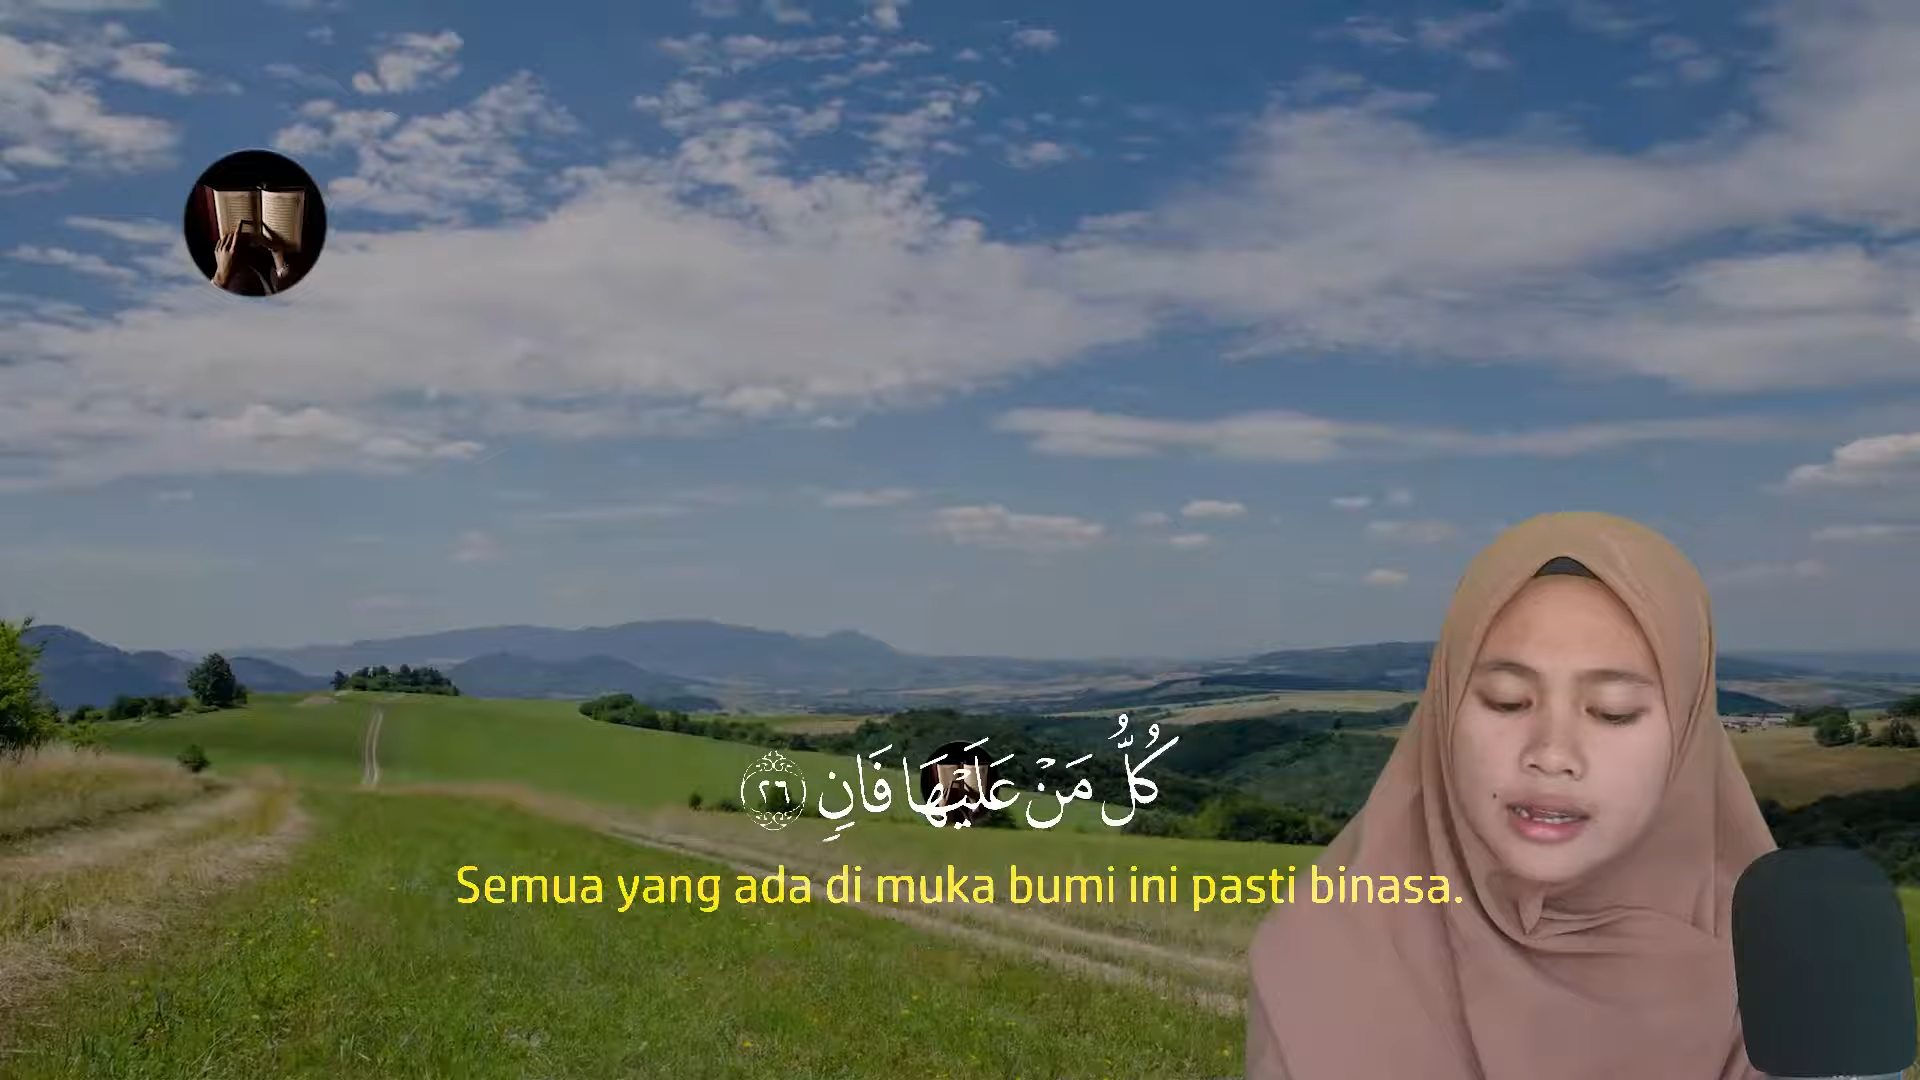 كُلُّ مَنْ عَلَيْهَا فَانٍ ٢٦
Semua yang ada di muka bumi ini pasti binasa.